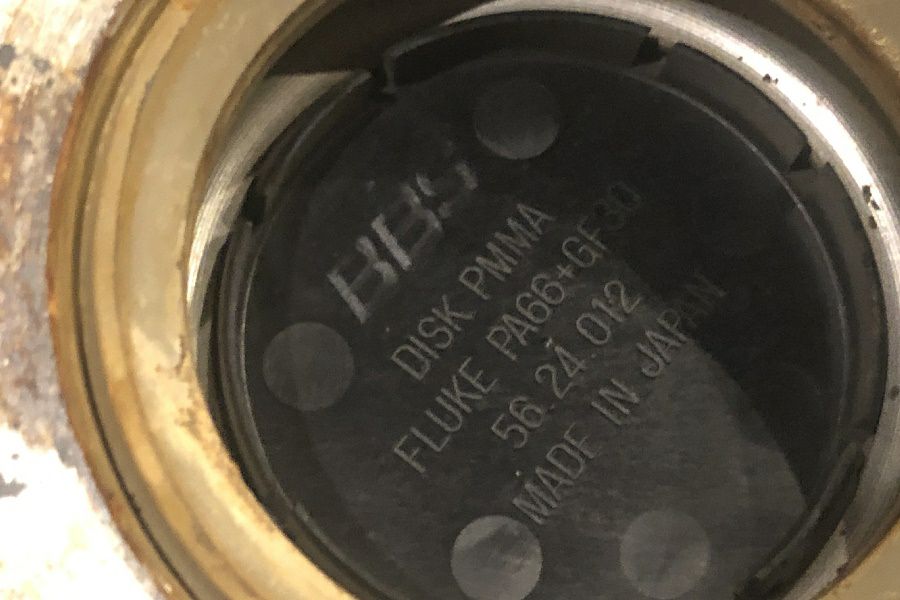 BBS
DISK PMMA
FLUKE PA66+GF30
56.24.012
MADE IN JAPAN